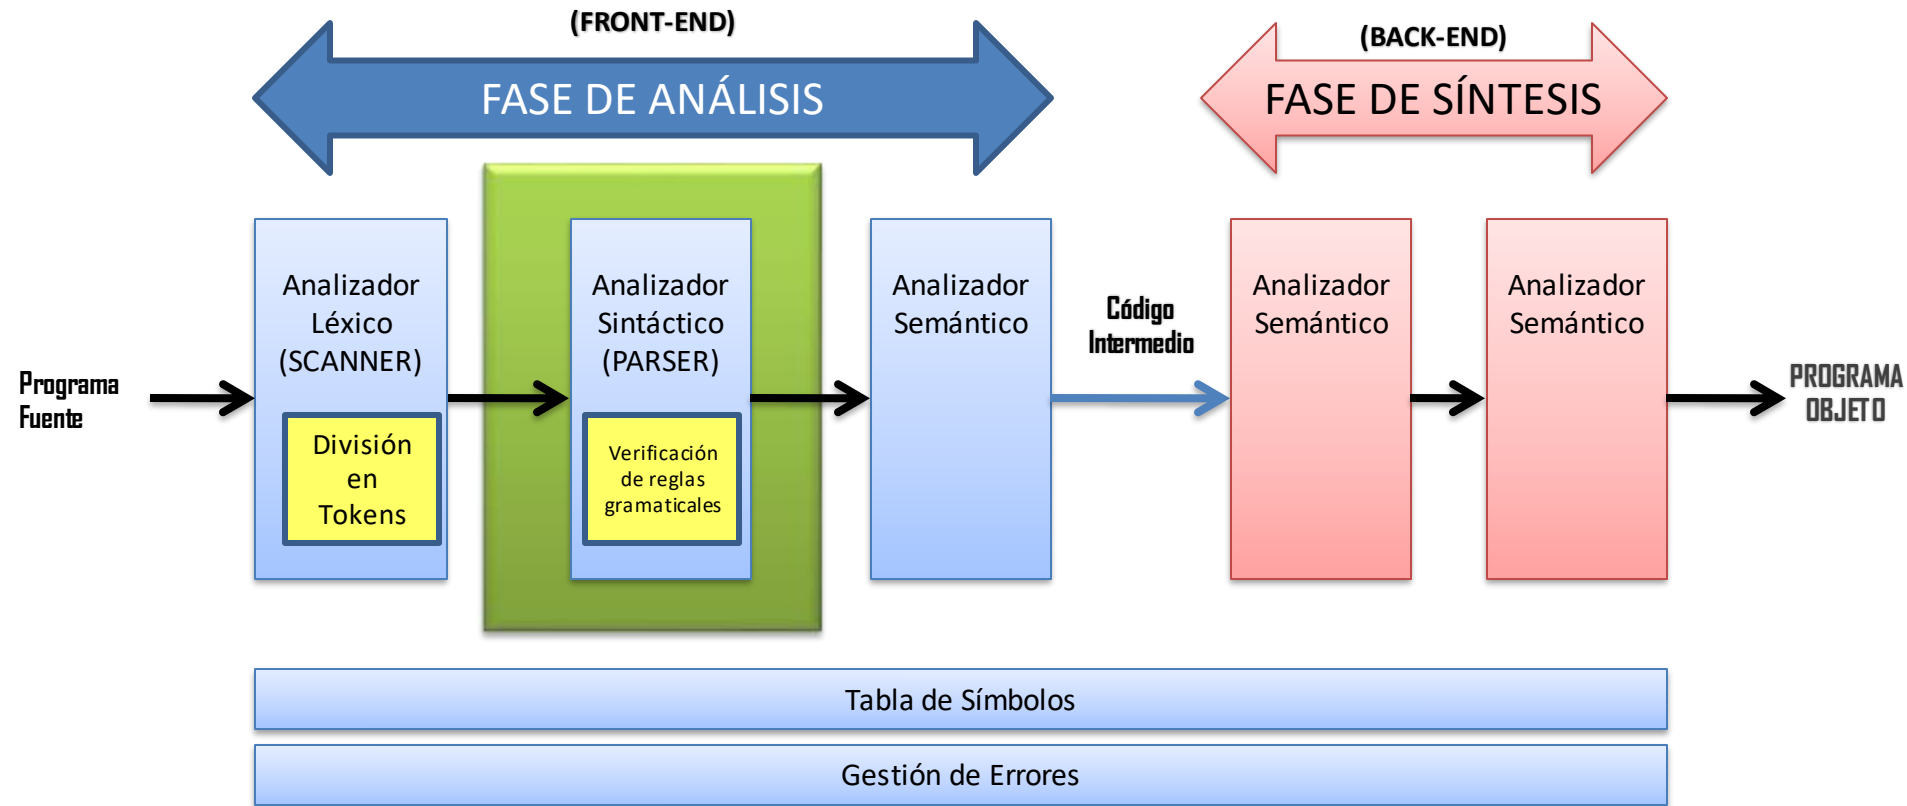 (FRONT-END)
FASE DE ANÁLISIS
(BACK-END)
FASE DE SÍNTESIS
Programa
Fuente
Analizador
Léxico
(SCANNER)
División
en
Tokens
Analizador
Sintáctico
(PARSER)
Verificación
de reglas
gramaticales
Analizador
Semántico
Código
Intermedio
Analizador
Semántico
Analizador
Semántico
PROGRAMA
OBJETO
Tabla de Símbolos
Gestión de Errores